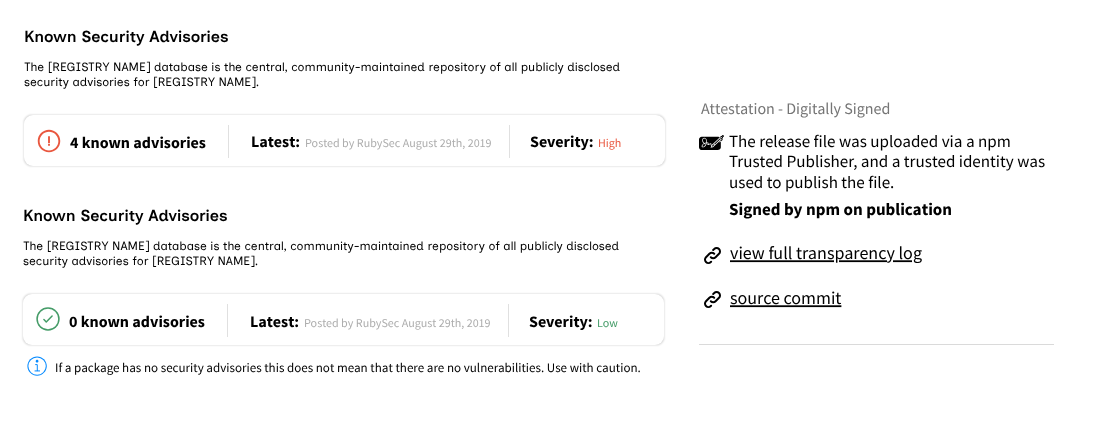 Known Security Advisories
The [REGISTRY NAME] database is the central, community-maintained repository of all publicly disclosed
security advisories for [REGISTRY NAME].
4 known advisories
Latest: Posted by RubySec August 29th, 2019
Severity: High
Known Security Advisories
The [REGISTRY NAME] database is the central, community-maintained repository of all publicly disclosed
security advisories for [REGISTRY NAME].
0 known advisories
Latest: Posted by RubySec August 29th, 2019
Severity: Low
If a package has no security advisories this does not mean that there are no vulnerabilities. Use with caution.
Attestation - Digitally Signed
The release file was uploaded via a npm
Trusted Publisher, and a trusted identity was
used to publish the file.
Signed by npm on publication
view full transparency log
source commit